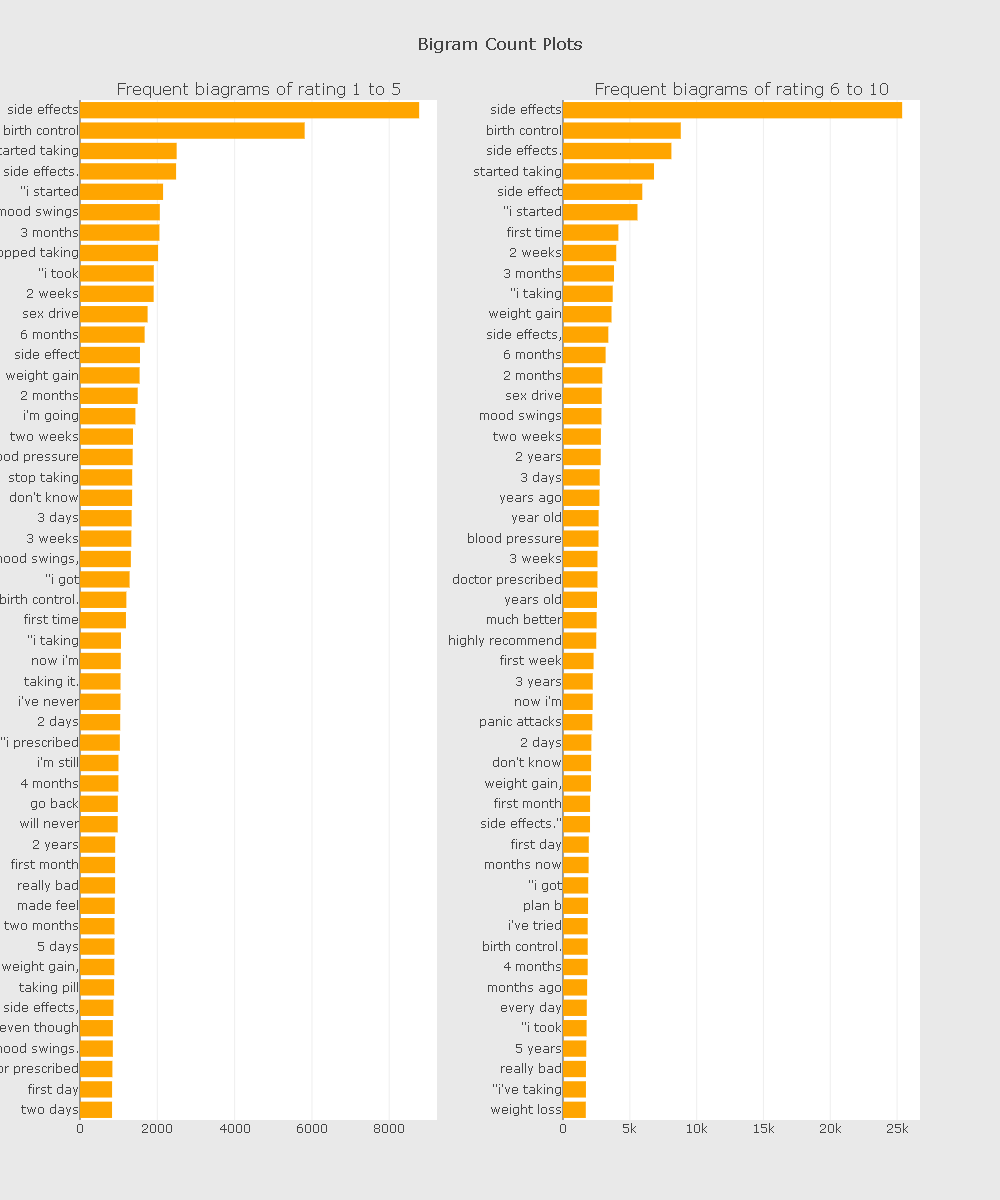 Bigram Count Plots
Frequent biagrams of rating 1 to 5
side effects
birth control
tarted taking
side effects.
"i started
mood swings
3 months
opped taking
"i took
2 weeks
sex drive
6 months
side effect
weight gain
2 months
i'm going
two weeks
ood pressure
stop taking
don't know
3 days
3 weeks
mood swings,
"i got
birth control.
first time
"i taking
now i'm
taking it.
i've never
2 days
"i prescribed
i'm still
4 months
go back
will never
2 years
first month
really bad
made feel
two months
5 days
weight gain,
taking pill
side effects,
even though
mood swings.
or prescribed
first day
two days
0 2000 4000 6000 8000
Frequent biagrams of rating 6 to 10
side effects
birth control
side effects.
started taking
side effect
"i started
first time
2 weeks
3 months
"i taking
weight gain
side effects,
6 months
2 months
sex drive
mood swings
two weeks
2 years
3 days
years ago
year old
blood pressure
3 weeks
doctor prescribed
years old
much better
highly recommend
first week
3 years
now i'm
panic attacks
2 days
don't know
weight gain,
first month
side effects."
first day
months now
"i got
plan b
i've tried
birth control.
4 months
months ago
every day
"i took
5 years
really bad
"i've taking
weight loss
0 5k 10k 15k 20k 25k